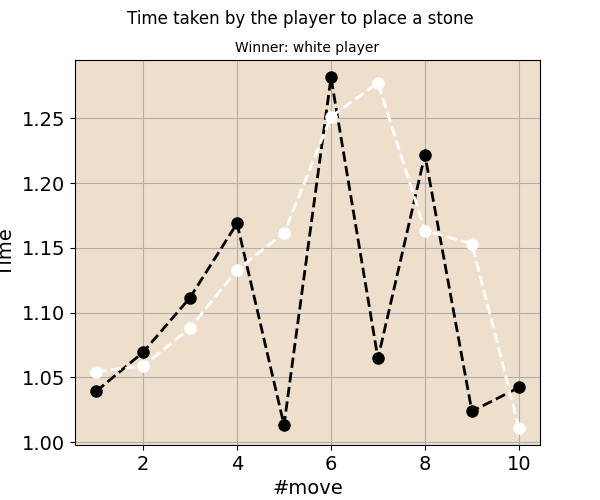 Time taken by the player to place a stone
Winner: white player
1.25
1.20
1.15
1.10
1.05
1.00
Time
2 4 6 8 10
#move